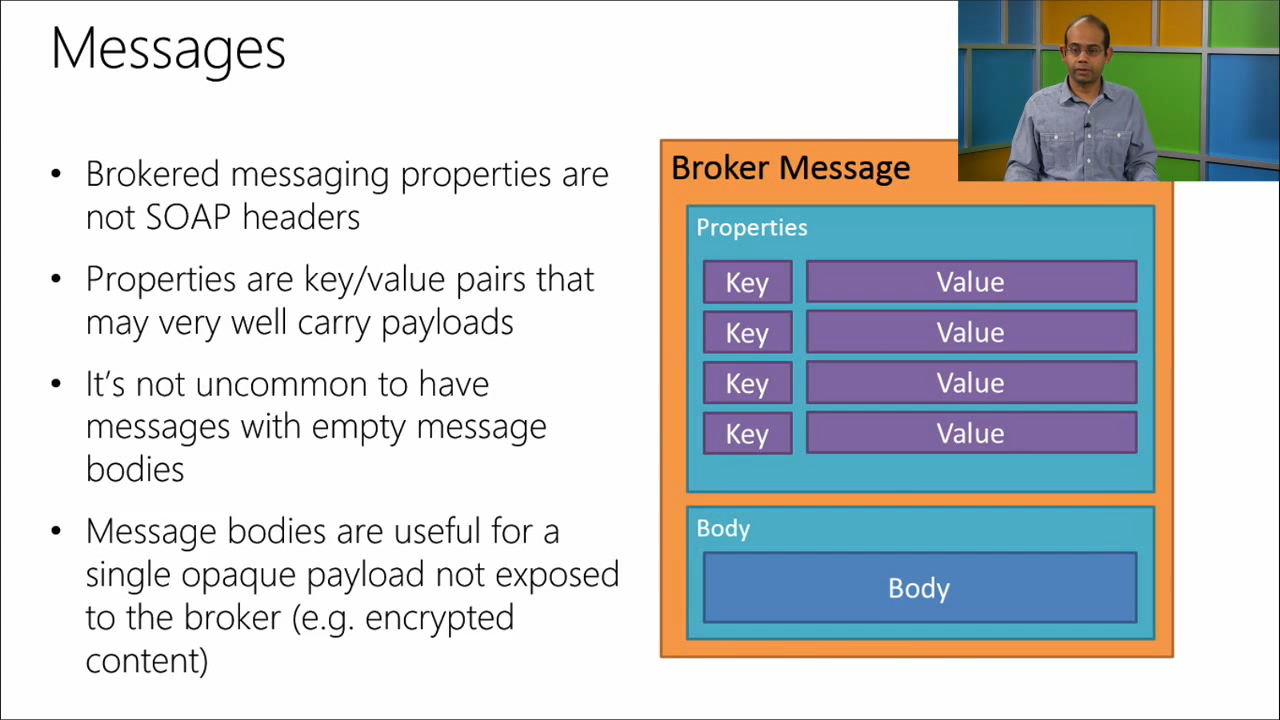 Messages
• Brokered messaging properties are
not SOAP headers
• Properties are key/value pairs that
may very well carry payloads
• It’s not uncommon to have
messages with empty message
bodies
• Message bodies are useful for a
single opaque payload not exposed
to the broker (e.g. encrypted
content)
Broker Message
Properties
Key Value
Key Value
Key Value
Key Value
Body
Body